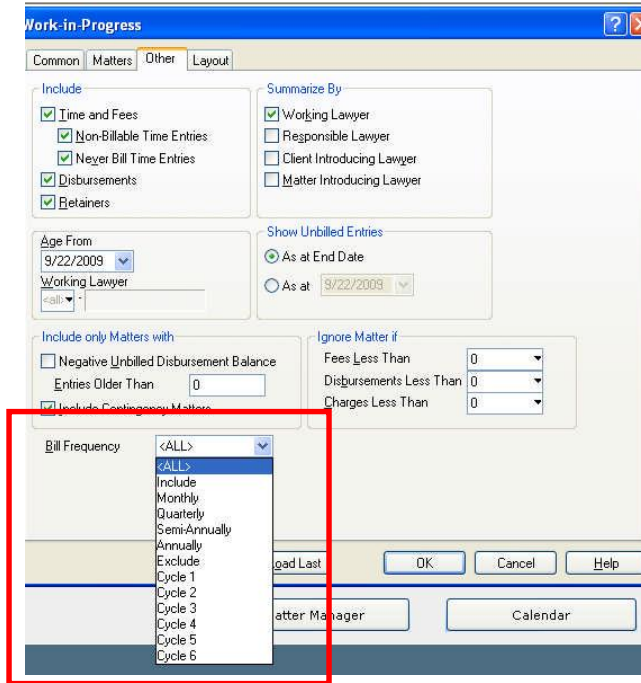 Work-in-Progress
Common Matters Other Layout
Include
Time and Fees
Non-Billable Time Entries
Never Bill Time Entries
Disbursements
Retainers
Summarize By
Working Lawyer
Responsible Lawyer
Client Introducing Lawyer
Matter Introducing Lawyer
Age From
9/22/2009
Working Lawyer
<all> -
Show Unbilled Entries
As at End Date
As at 9/22/2009
Include only Matters with
Negative Unbilled Disbursement Balance
Entries Older Than 0
Include Contingency Matters
Ignore Matter if
Fees Less Than 0
Disbursements Less Than 0
Charges Less Than 0
Bill Frequency <ALL>
<ALL>
Include
Monthly
Quarterly
Semi-Annually
Annually
Exclude
Cycle 1
Cycle 2
Cycle 3
Cycle 4
Cycle 5
Cycle 6
oad Last OK Cancel Help
atter Manager Calendar